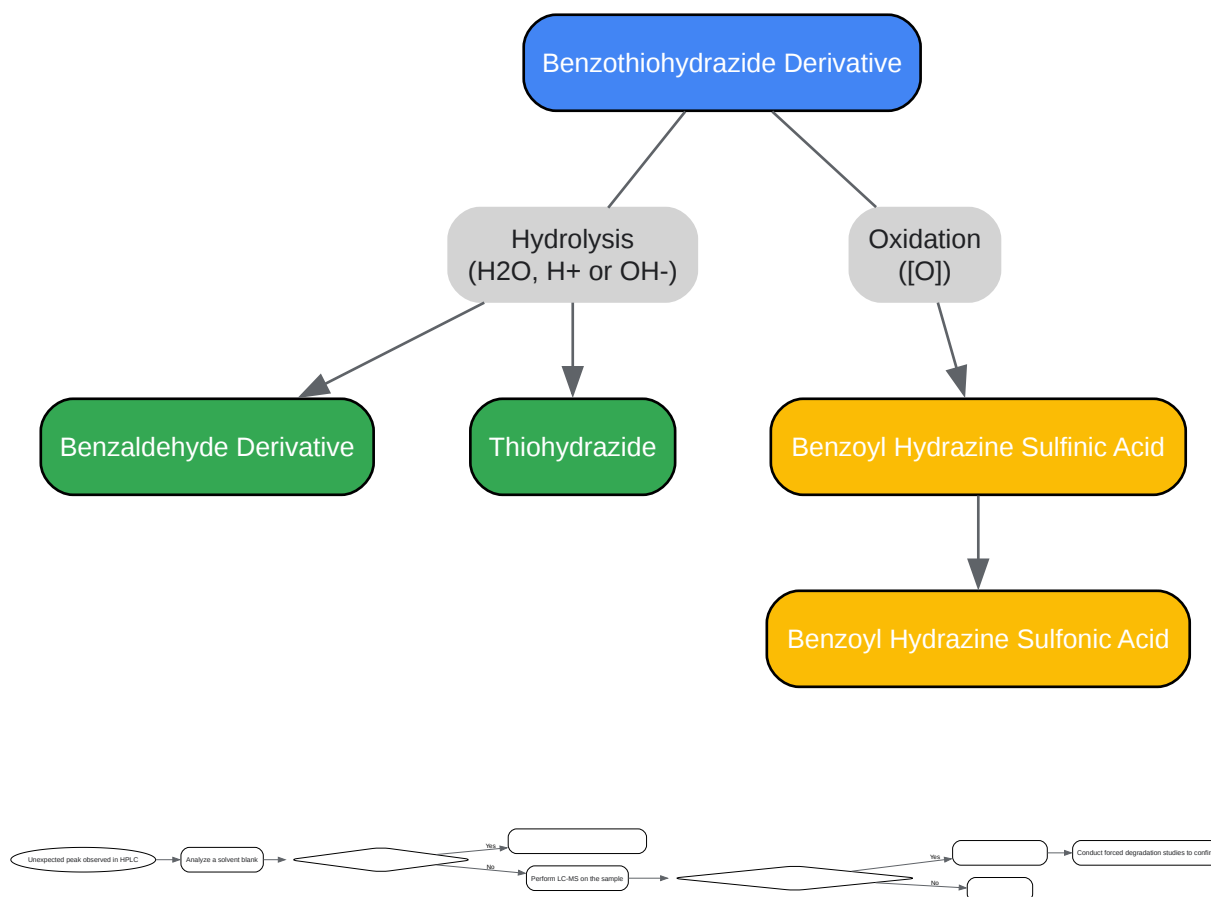 Benzothiohydrazide Derivative
Hydrolysis
(H2O, H+ or OH-)
Oxidation
([O])
Benzaldehyde Derivative
Thiohydrazide
Benzoyl Hydrazine Sulfinic Acid
Benzoyl Hydrazine Sulfonic Acid
Unexpected peak observed in HPLC
Analyze a solvent blank
Yes
No
Perform LC-MS on the sample
Yes
No
Conduct forced degradation studies to confir